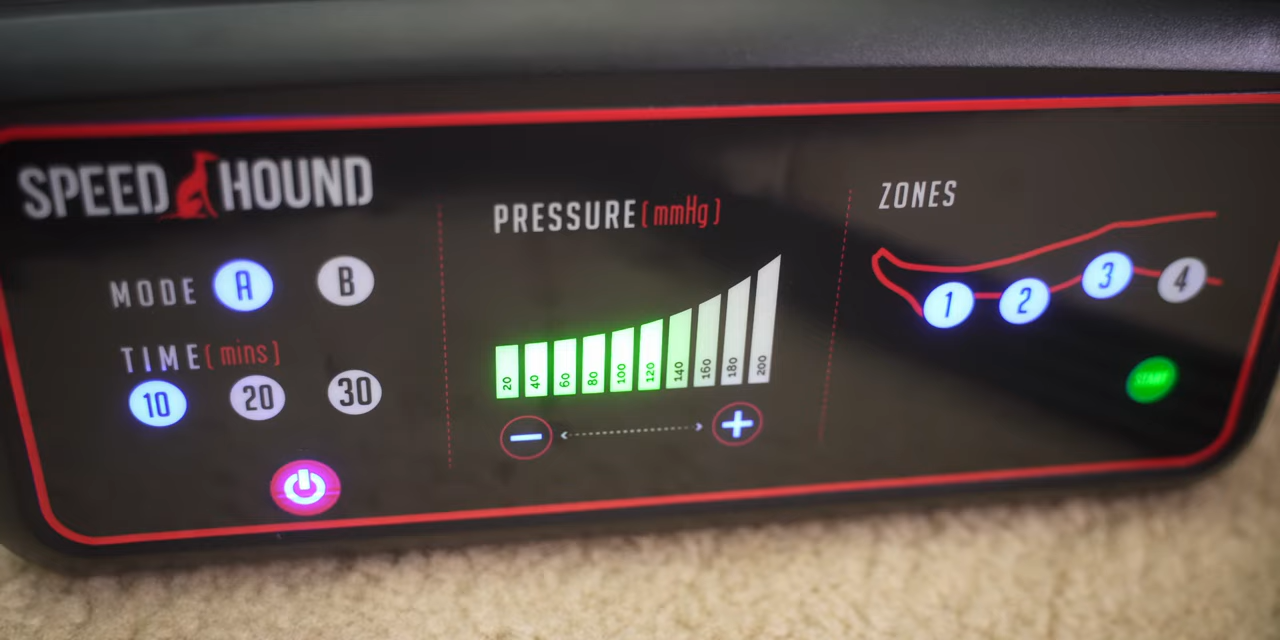 SPEED HOUND
MODE A B
TIME [mins]
10 20 30
PRESSURE [mmHg]
20 40 60 80 100 120 140 160 180 200
− +
ZONES
1 2 3 4
START